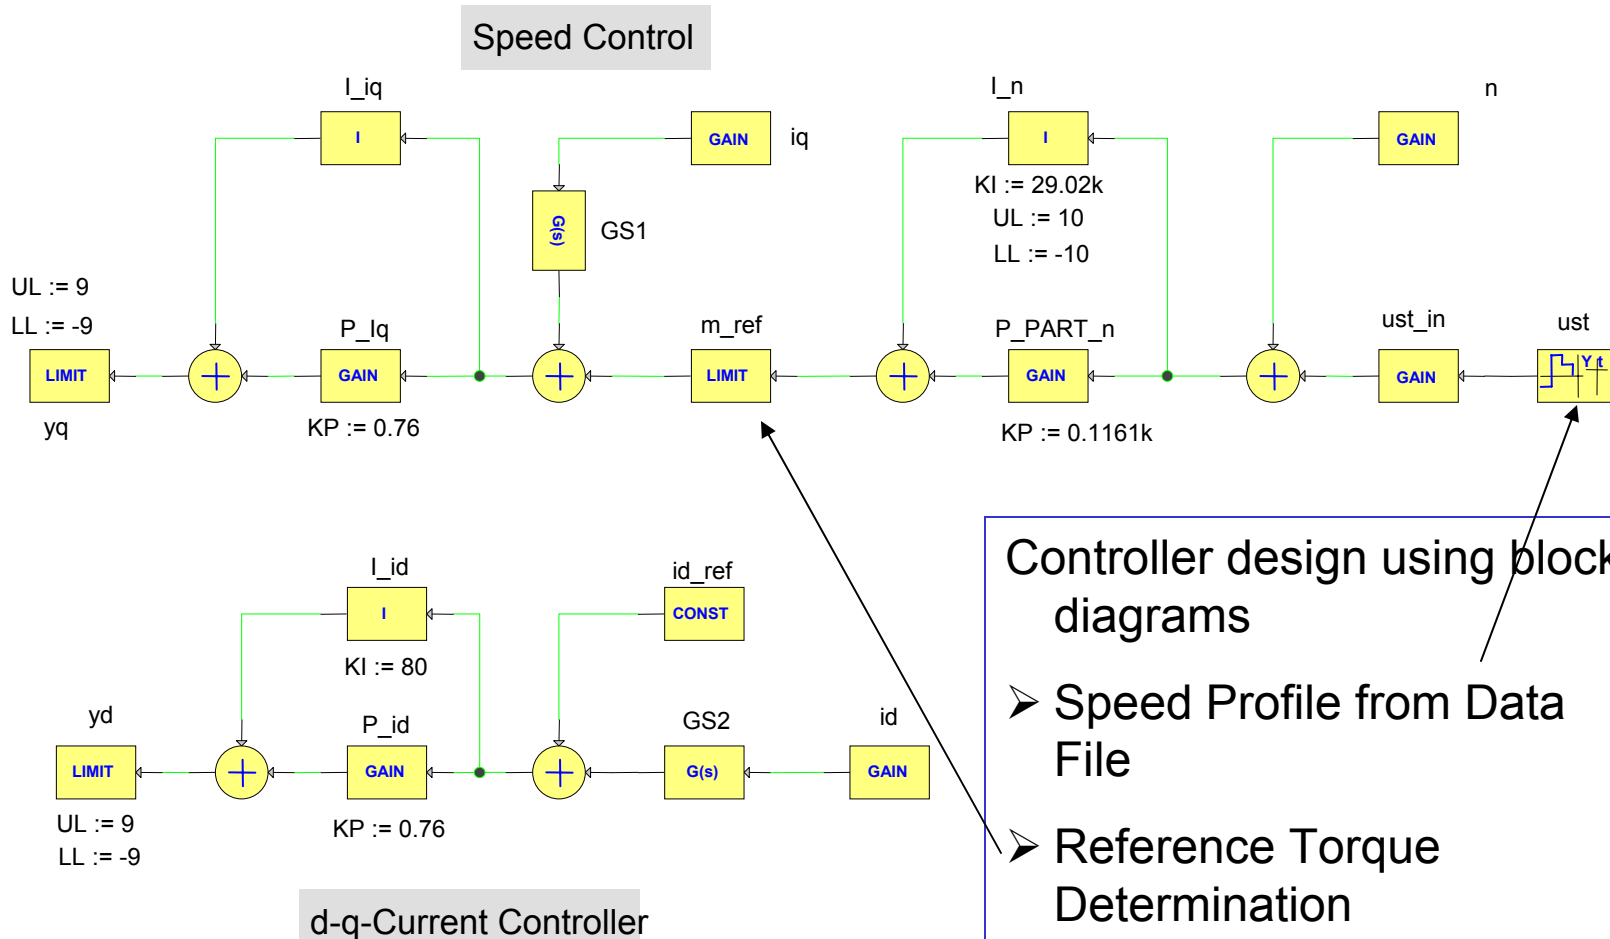 Speed Control
I_iq
I
GAIN
iq
I_n
I
n
GAIN
KI := 29.02k
UL := 10
LL := -10
G(s)
GS1
UL := 9
LL := -9
P_Iq
m_ref
P_PART_n
ust_in
ust
LIMIT
GAIN
LIMIT
GAIN
GAIN
Y t
yq
KP := 0.76
KP := 0.1161k
I_id
id_ref
I
CONST
KI := 80
yd
P_id
GS2
id
LIMIT
GAIN
G(s)
GAIN
UL := 9
LL := -9
KP := 0.76
d-q-Current Controller
Controller design using block
diagrams
➢ Speed Profile from Data
File
➢ Reference Torque
Determination